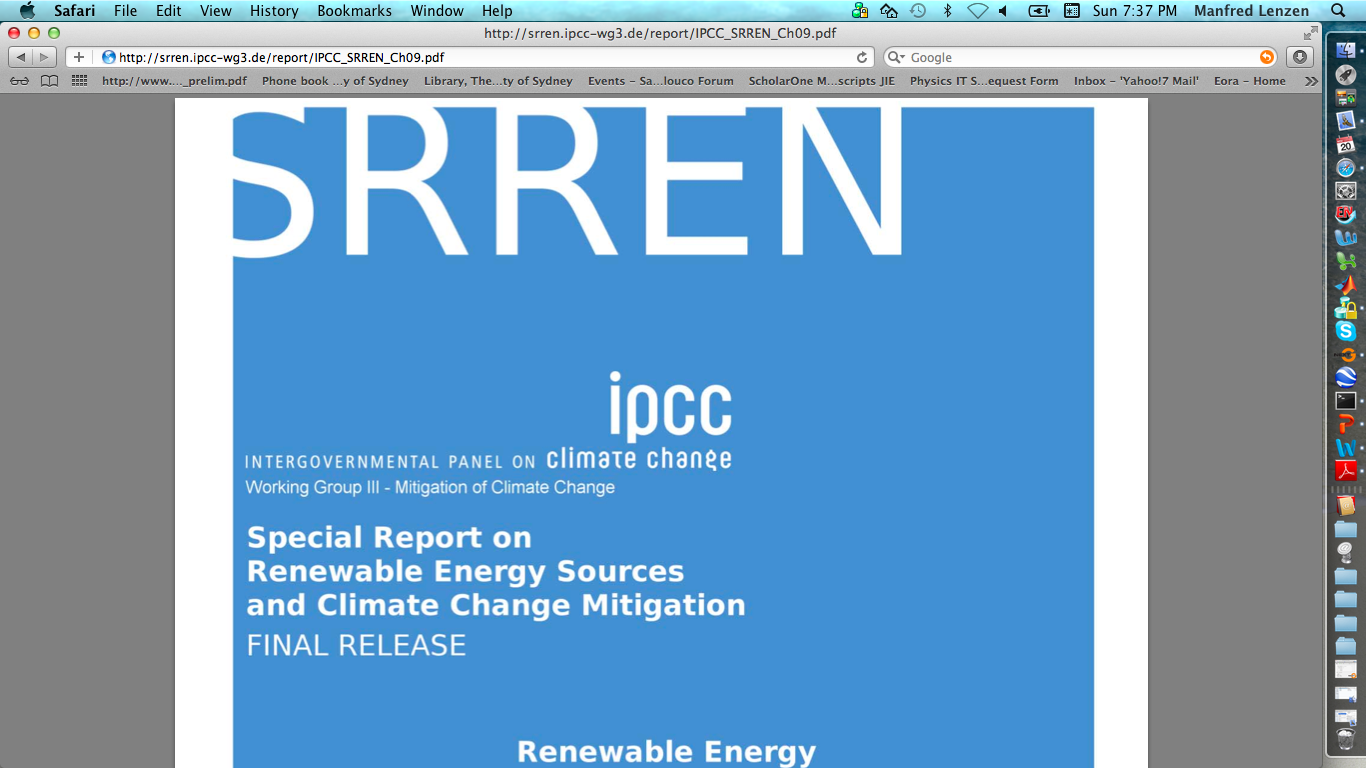 Safari File Edit View History Bookmarks Window Help Sun 7:37 PM Manfred Lenzen
http://srren.ipcc-wg3.de/report/IPCC_SRREN_Ch09.pdf
http://srren.ipcc-wg3.de/report/IPCC_SRREN_Ch09.pdf Google
http://www...._prelim.pdf Phone book ...y of Sydney Library, The...ty of Sydney Events – Sa...louco Forum ScholarOne M...scripts JIE Physics IT S...equest Form Inbox – 'Yahoo!7 Mail' Eora – Home
SRREN
ipcc
INTERGOVERNMENTAL PANEL ON climate change
Working Group III - Mitigation of Climate Change
Special Report on
Renewable Energy Sources
and Climate Change Mitigation
FINAL RELEASE
Renewable Energy
20